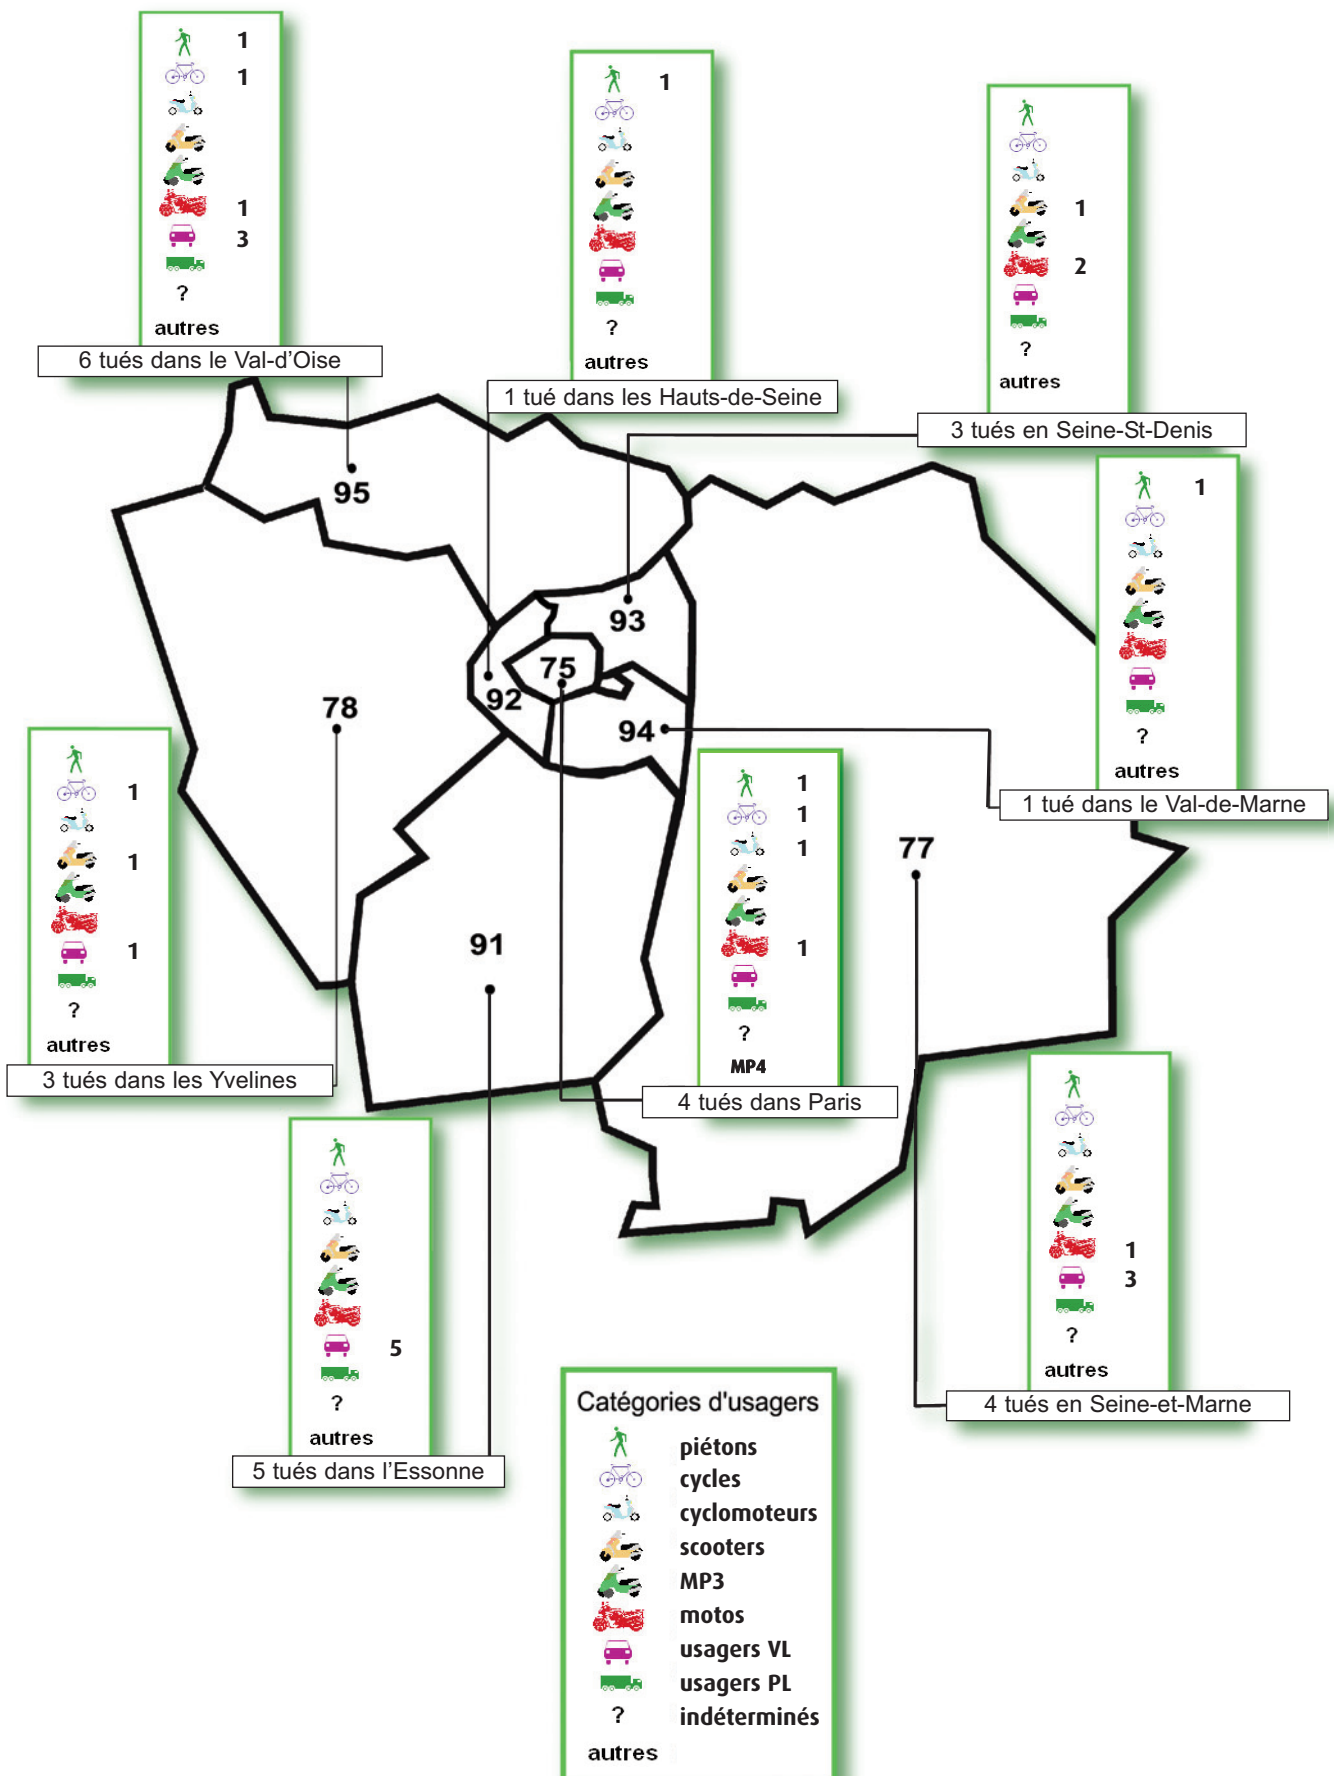 1
1
1
3
?
autres
6 tués dans le Val-d'Oise
1
?
autres
1 tué dans les Hauts-de-Seine
1
2
?
autres
3 tués en Seine-St-Denis
1
?
autres
1 tué dans le Val-de-Marne
95
93
75
92
94
78
77
91
1
1
1
?
autres
3 tués dans les Yvelines
1
1
1
1
?
MP4
4 tués dans Paris
5
?
autres
5 tués dans l'Essonne
1
3
?
autres
4 tués en Seine-et-Marne
Catégories d'usagers
piétons
cycles
cyclomoteurs
scooters
MP3
motos
usagers VL
usagers PL
? indéterminés
autres